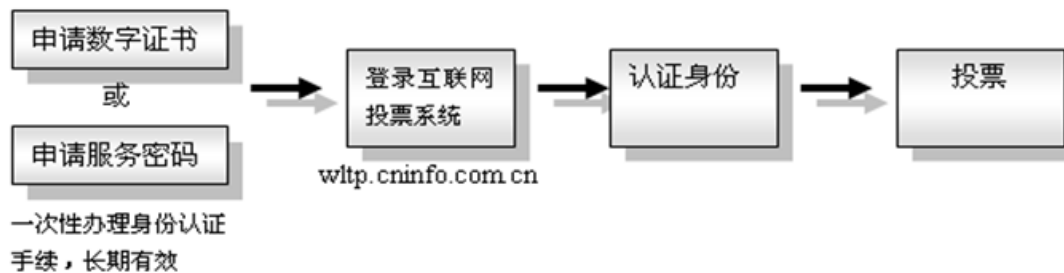 申请数字证书
或
申请服务密码
一次性办理身份认证
手续，长期有效
登录互联网
投票系统
wltp.cninfo.com.cn
认证身份
投票